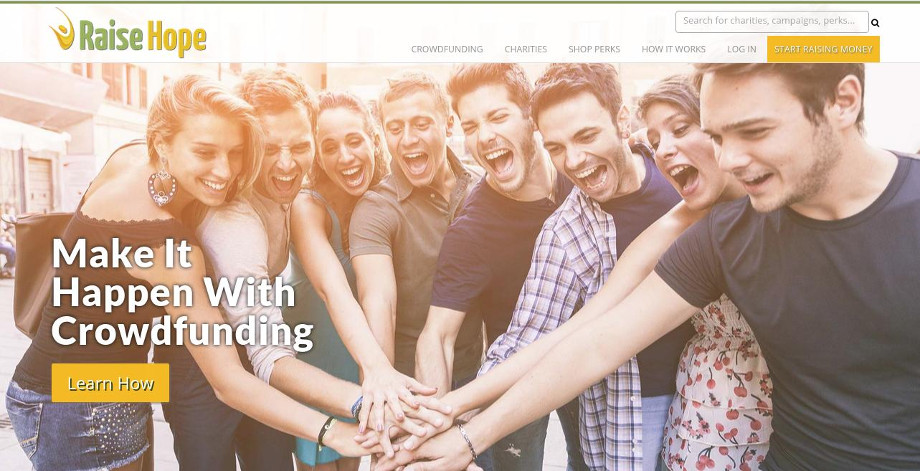 Raise Hope
Search for charities, campaigns, perks...
CROWDFUNDING CHARITIES SHOP PERKS HOW IT WORKS LOG IN START RAISING MONEY
Make It
Happen With
Crowdfunding
Learn How